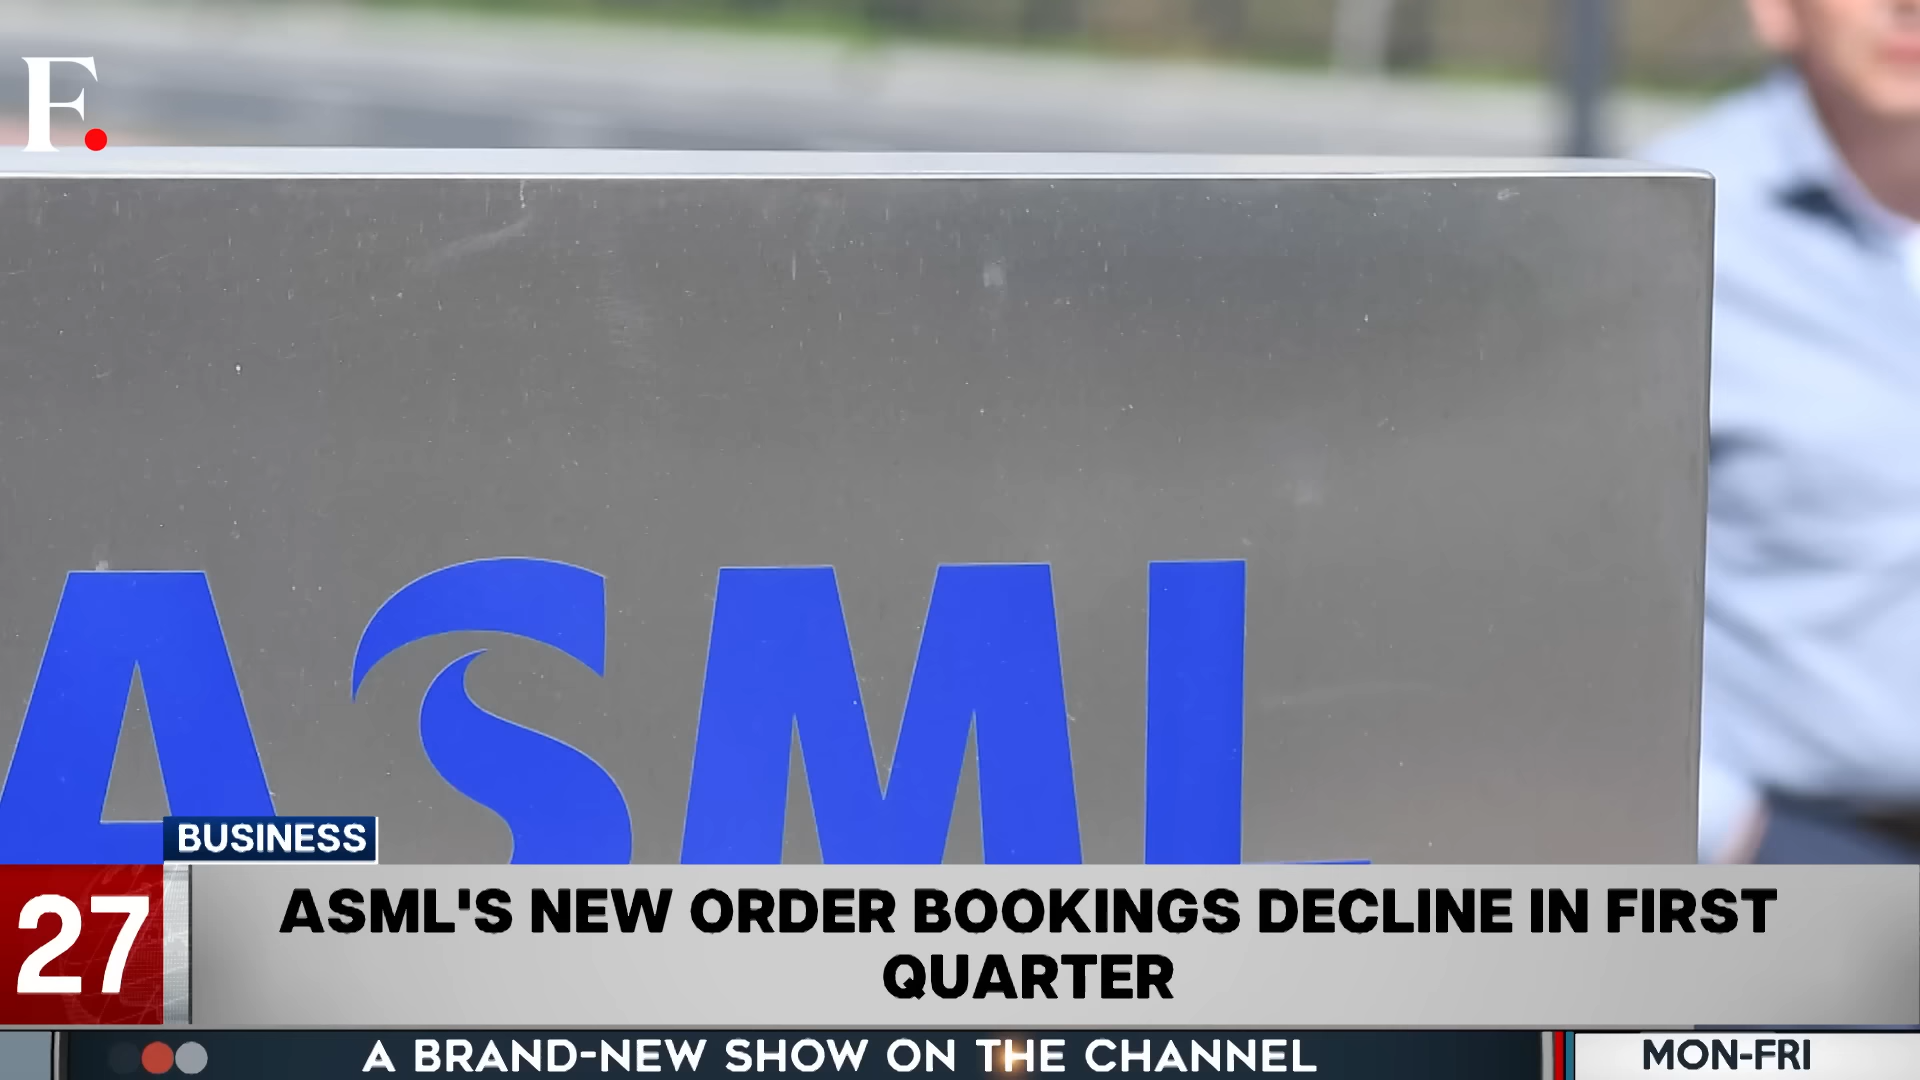 F.
ASML
BUSINESS
27
ASML'S NEW ORDER BOOKINGS DECLINE IN FIRST
QUARTER
A BRAND-NEW SHOW ON THE CHANNEL
MON-FRI